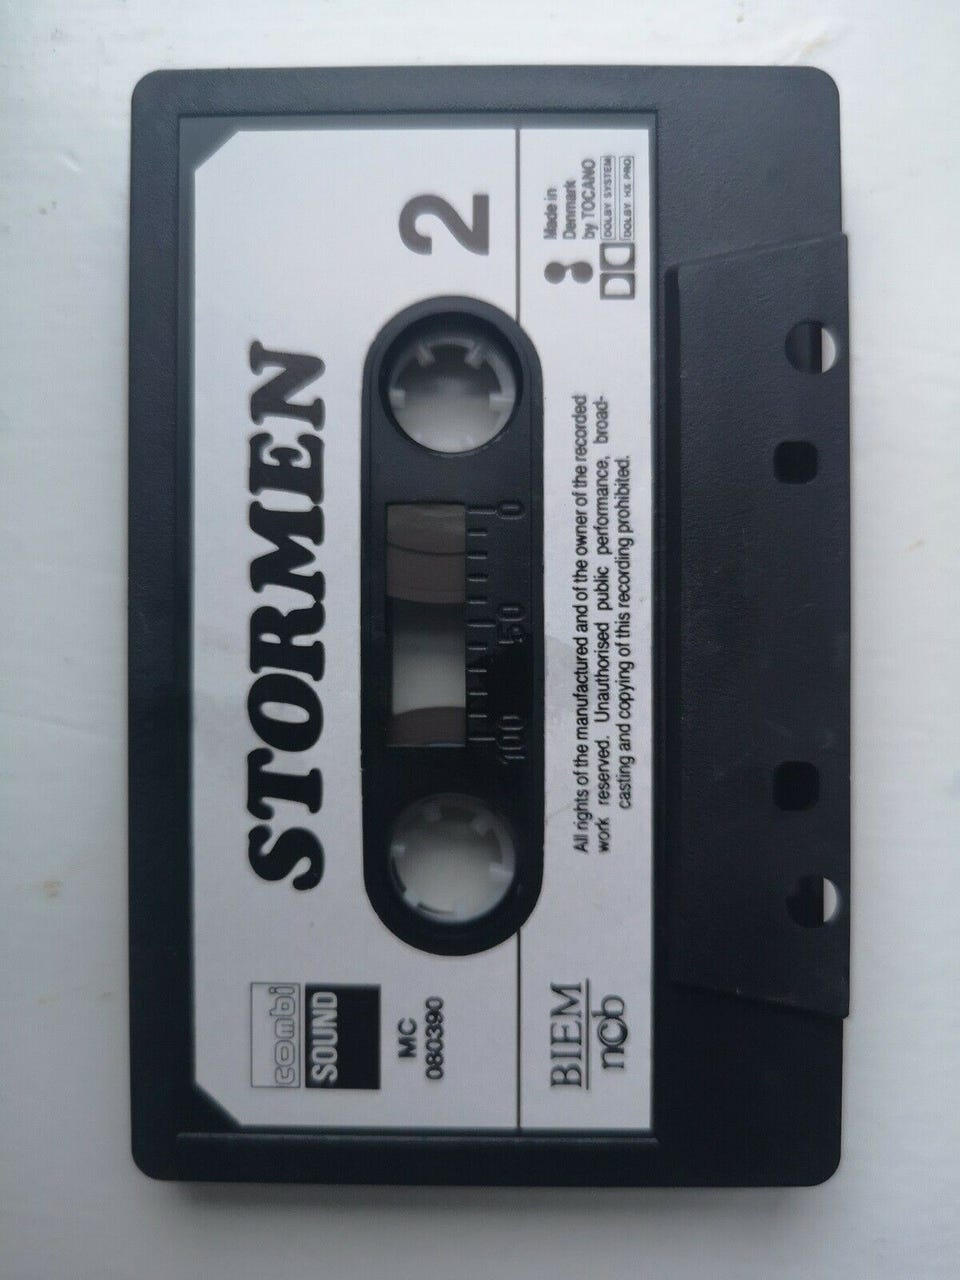 combi
SOUND
STORMEN
2
MC
080390
0
50
100
BIEM
ncb
All rights of the manufactured and of the owner of the recorded
work reserved. Unauthorised public performance, broad-
casting and copying of this recording prohibited.
Made in
Denmark
by TOCANO
DOLBY SYSTEM
DOLBY HX PRO